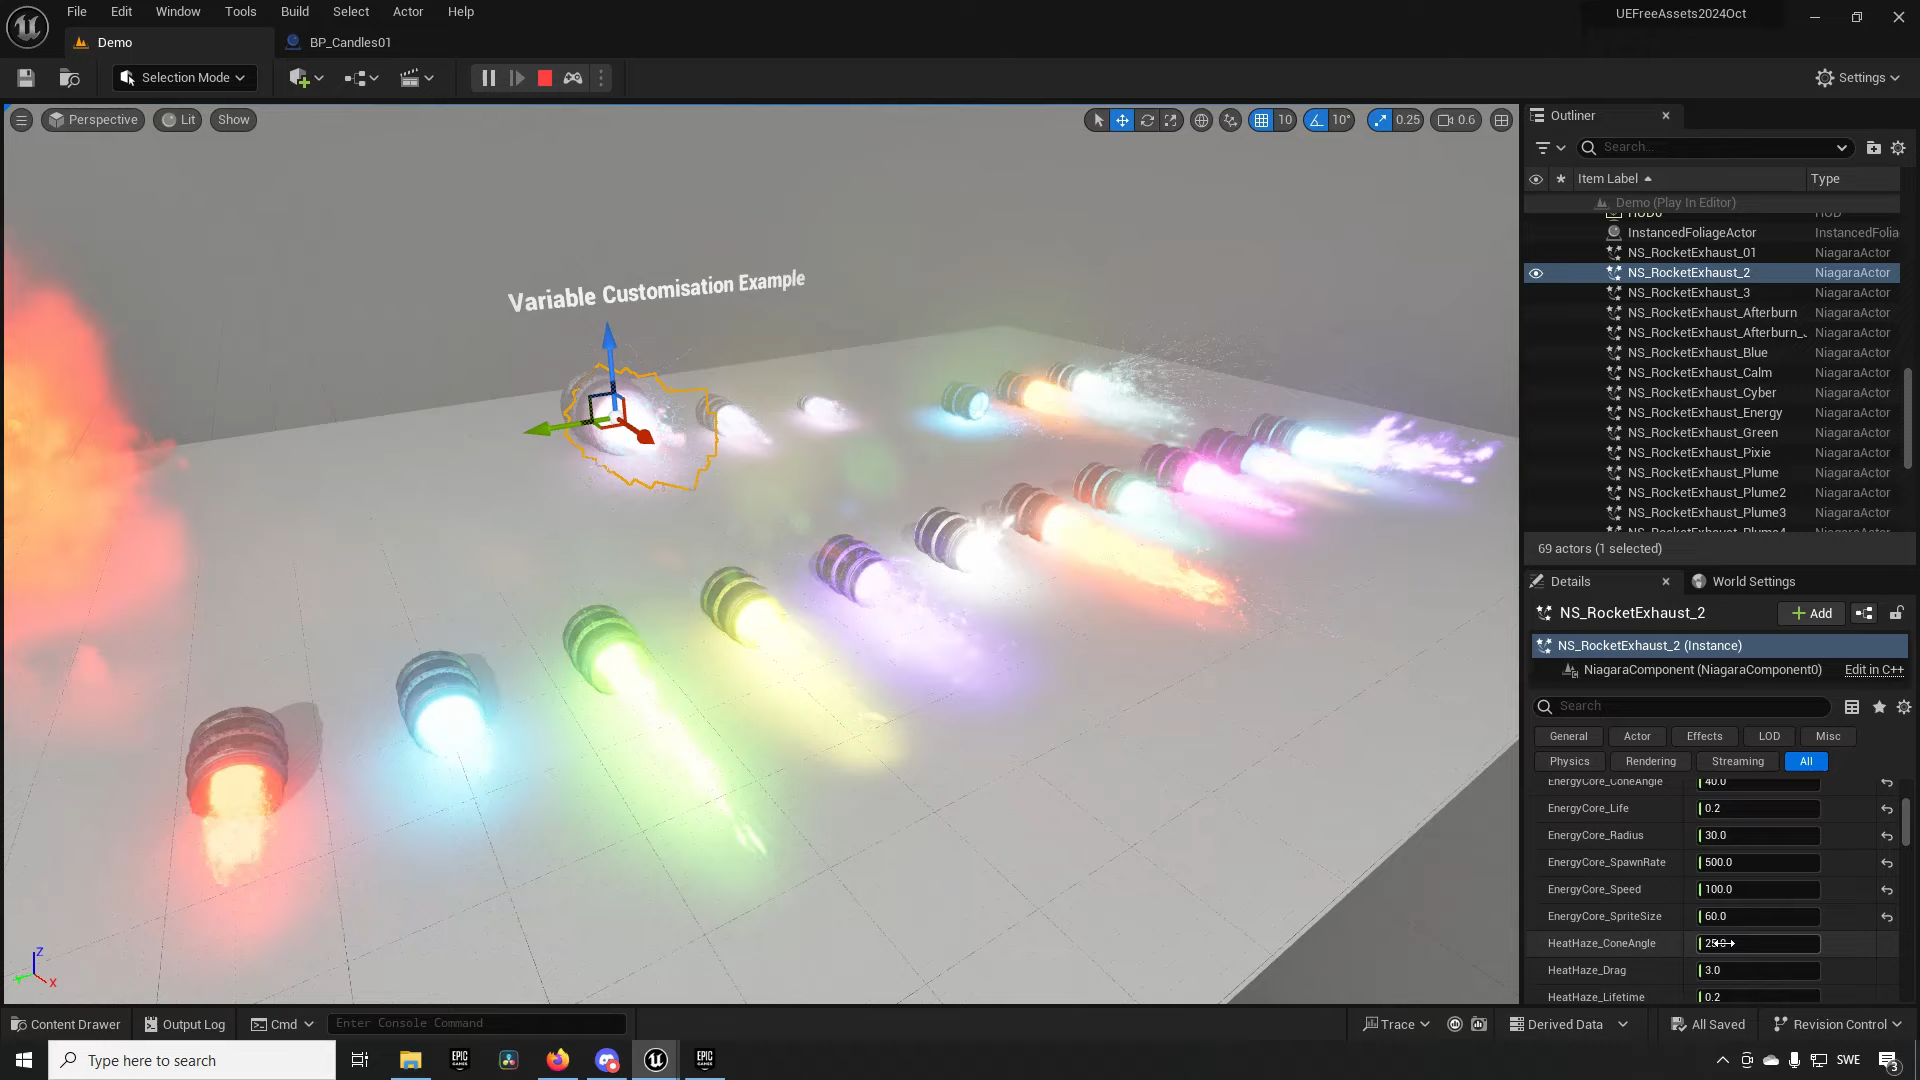 File Edit Window Tools Build Select Actor Help
UEFreeAssets2024Oct
Demo
BP_Candles01
Selection Mode
Settings
Perspective
Lit
Show
10
10°
0.25
0.6
Variable Customisation Example
Outliner
Search...
Item Label
Type
Demo (Play In Editor)
InstancedFoliageActor InstancedFolia
NS_RocketExhaust_01 NiagaraActor
NS_RocketExhaust_2 NiagaraActor
NS_RocketExhaust_3 NiagaraActor
NS_RocketExhaust_Afterburn NiagaraActor
NS_RocketExhaust_Afterburn_ NiagaraActor
NS_RocketExhaust_Blue NiagaraActor
NS_RocketExhaust_Calm NiagaraActor
NS_RocketExhaust_Cyber NiagaraActor
NS_RocketExhaust_Energy NiagaraActor
NS_RocketExhaust_Green NiagaraActor
NS_RocketExhaust_Pixie NiagaraActor
NS_RocketExhaust_Plume NiagaraActor
NS_RocketExhaust_Plume2 NiagaraActor
NS_RocketExhaust_Plume3 NiagaraActor
69 actors (1 selected)
Details
World Settings
NS_RocketExhaust_2
Add
NS_RocketExhaust_2 (Instance)
NiagaraComponent (NiagaraComponent0) Edit in C++
Search
General Actor Effects LOD Misc
Physics Rendering Streaming All
EnergyCore_ConeAngle 40.0
EnergyCore_Life 0.2
EnergyCore_Radius 30.0
EnergyCore_SpawnRate 500.0
EnergyCore_Speed 100.0
EnergyCore_SpriteSize 60.0
HeatHaze_ConeAngle
HeatHaze_Drag 3.0
HeatHaze_Lifetime 0.2
Z
X
Content Drawer
Output Log
Cmd
Enter Console Command
Trace
Derived Data
All Saved
Revision Control
Type here to search
EPIC GAMES
EPIC GAMES
SWE
3